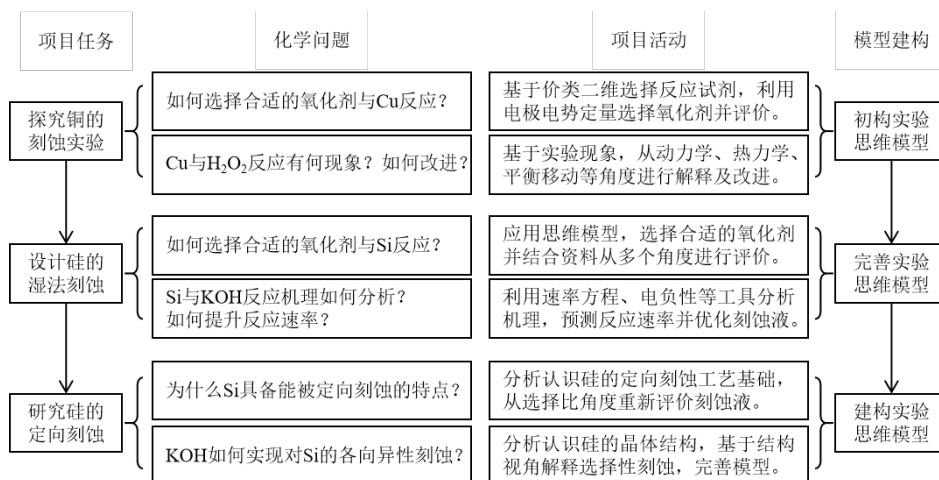 项目任务
化学问题
项目活动
模型建构
探究铜的
刻蚀实验
如何选择合适的氧化剂与Cu反应？
基于价类二维选择反应试剂，利用
电极电势定量选择氧化剂并评价。
Cu与H₂O₂反应有何现象？如何改进？
基于实验现象，从动力学、热力学、
平衡移动等角度进行解释及改进。
初构实验
思维模型
设计硅的
湿法刻蚀
如何选择合适的氧化剂与Si反应？
应用思维模型，选择合适的氧化剂
并结合资料从多个角度进行评价。
Si与KOH反应机理如何分析？
如何提升反应速率？
利用速率方程、电负性等工具分析
机理，预测反应速率并优化刻蚀液。
完善实验
思维模型
研究硅的
定向刻蚀
为什么Si具备能被定向刻蚀的特点？
分析认识硅的定向刻蚀工艺基础，
从选择比角度重新评价刻蚀液。
KOH如何实现对Si的各向异性刻蚀？
分析认识硅的晶体结构，基于结构
视角解释选择性刻蚀，完善模型。
建构实验
思维模型